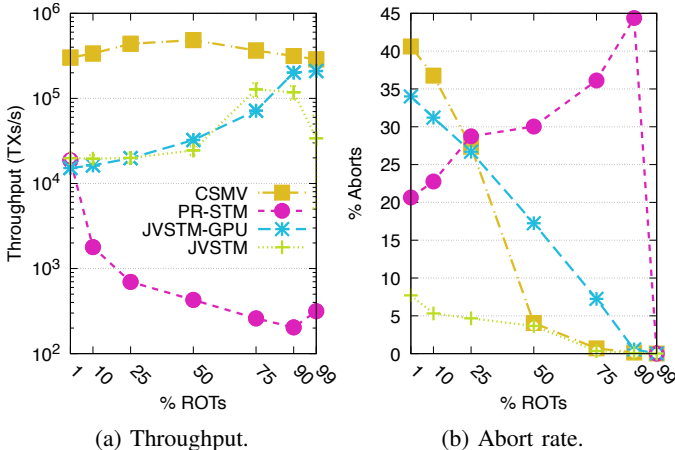 10^6
10^5
10^4
10^3
10^2
Throughput (TXs/s)
CSMV
PR-STM
JVSTM-GPU
JVSTM
1 10 25 50 75 90 99
% ROTs
(a) Throughput.
45
40
35
30
25
20
15
10
5
0
% Aborts
1 10 25 50 75 90 99
% ROTs
(b) Abort rate.